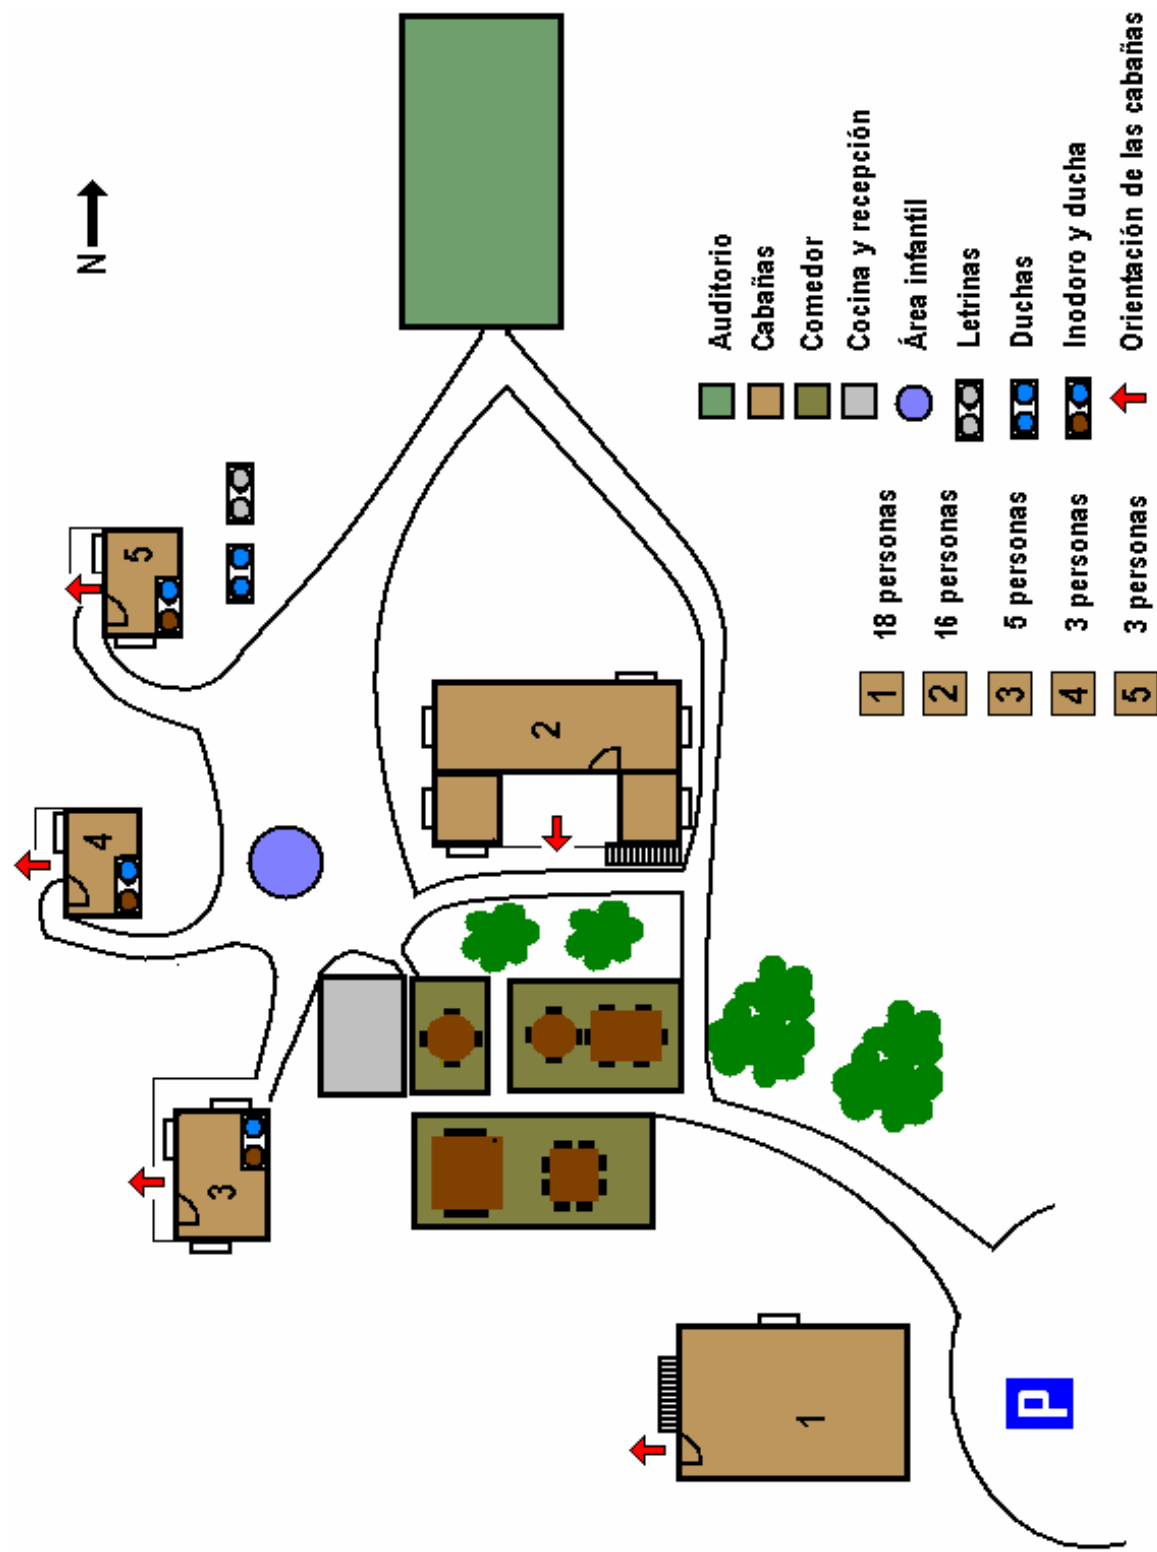 N
4
5
3
2
1
P
Auditorio
Cabañas
Comedor
Cocina y recepción
Área infantil
Letrinas
Duchas
Inodoro y ducha
Orientación de las cabañas
1 18 personas
2 16 personas
3 5 personas
4 3 personas
5 3 personas